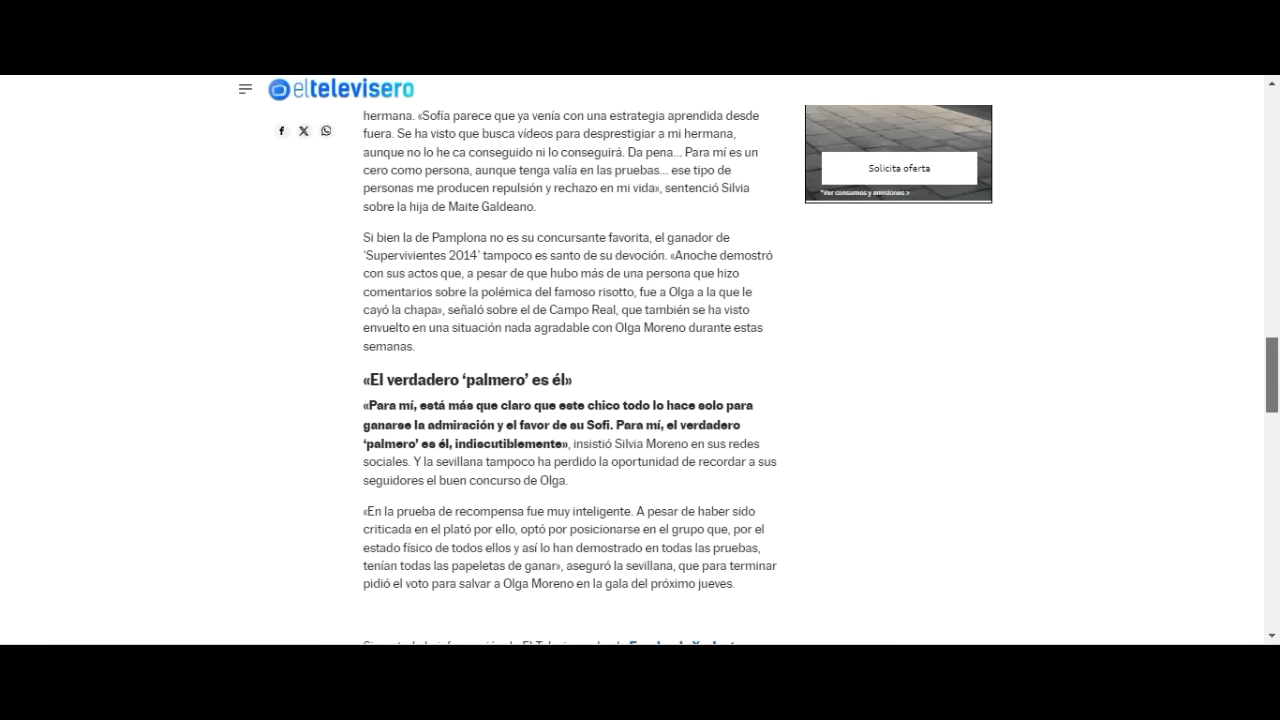 eltelevisero
hermana. «Sofía parece que ya venía con una estrategia aprendida desde
fuera. Se ha visto que busca vídeos para desprestigiar a mi hermana,
aunque no lo he ca conseguido ni lo conseguirá. Da pena... Para mí es un
cero como persona, aunque tenga valía en las pruebas... ese tipo de
personas me producen repulsión y rechazo en mi vida», sentenció Silvia
sobre la hija de Maite Galdeano.
Solicita oferta
*Ver consumos y emisiones >
Si bien la de Pamplona no es su concursante favorita, el ganador de
'Supervivientes 2014' tampoco es santo de su devoción. «Anoche demostró
con sus actos que, a pesar de que hubo más de una persona que hizo
comentarios sobre la polémica del famoso risotto, fue a Olga a la que le
cayó la chapa», señaló sobre el de Campo Real, que también se ha visto
envuelto en una situación nada agradable con Olga Moreno durante estas
semanas.
«El verdadero ‘palmero’ es él»
«Para mí, está más que claro que este chico todo lo hace solo para
ganarse la admiración y el favor de su Sofi. Para mí, el verdadero
‘palmero’ es él, indiscutiblemente», insistió Silvia Moreno en sus redes
sociales. Y la sevillana tampoco ha perdido la oportunidad de recordar a sus
seguidores el buen concurso de Olga.
«En la prueba de recompensa fue muy inteligente. A pesar de haber sido
criticada en el plató por ello, optó por posicionarse en el grupo que, por el
estado físico de todos ellos y así lo han demostrado en todas las pruebas,
tenían todas las papeletas de ganar», aseguró la sevillana, que para terminar
pidió el voto para salvar a Olga Moreno en la gala del próximo jueves.